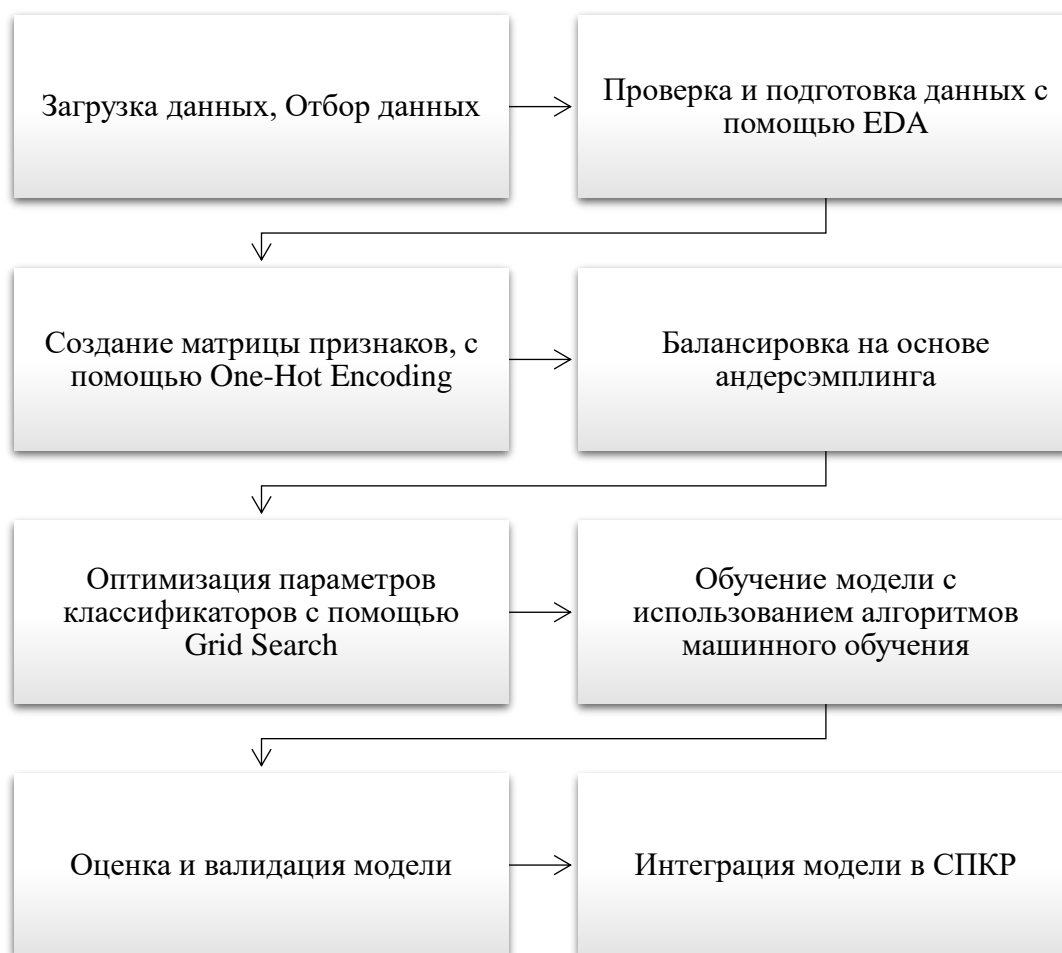 Загрузка данных, Отбор данных
Проверка и подготовка данных с
помощью EDA
Создание матрицы признаков, с
помощью One-Hot Encoding
Балансировка на основе
андерсэмплинга
Оптимизация параметров
классификаторов с помощью
Grid Search
Обучение модели с
использованием алгоритмов
машинного обучения
Оценка и валидация модели
Интеграция модели в СПКР